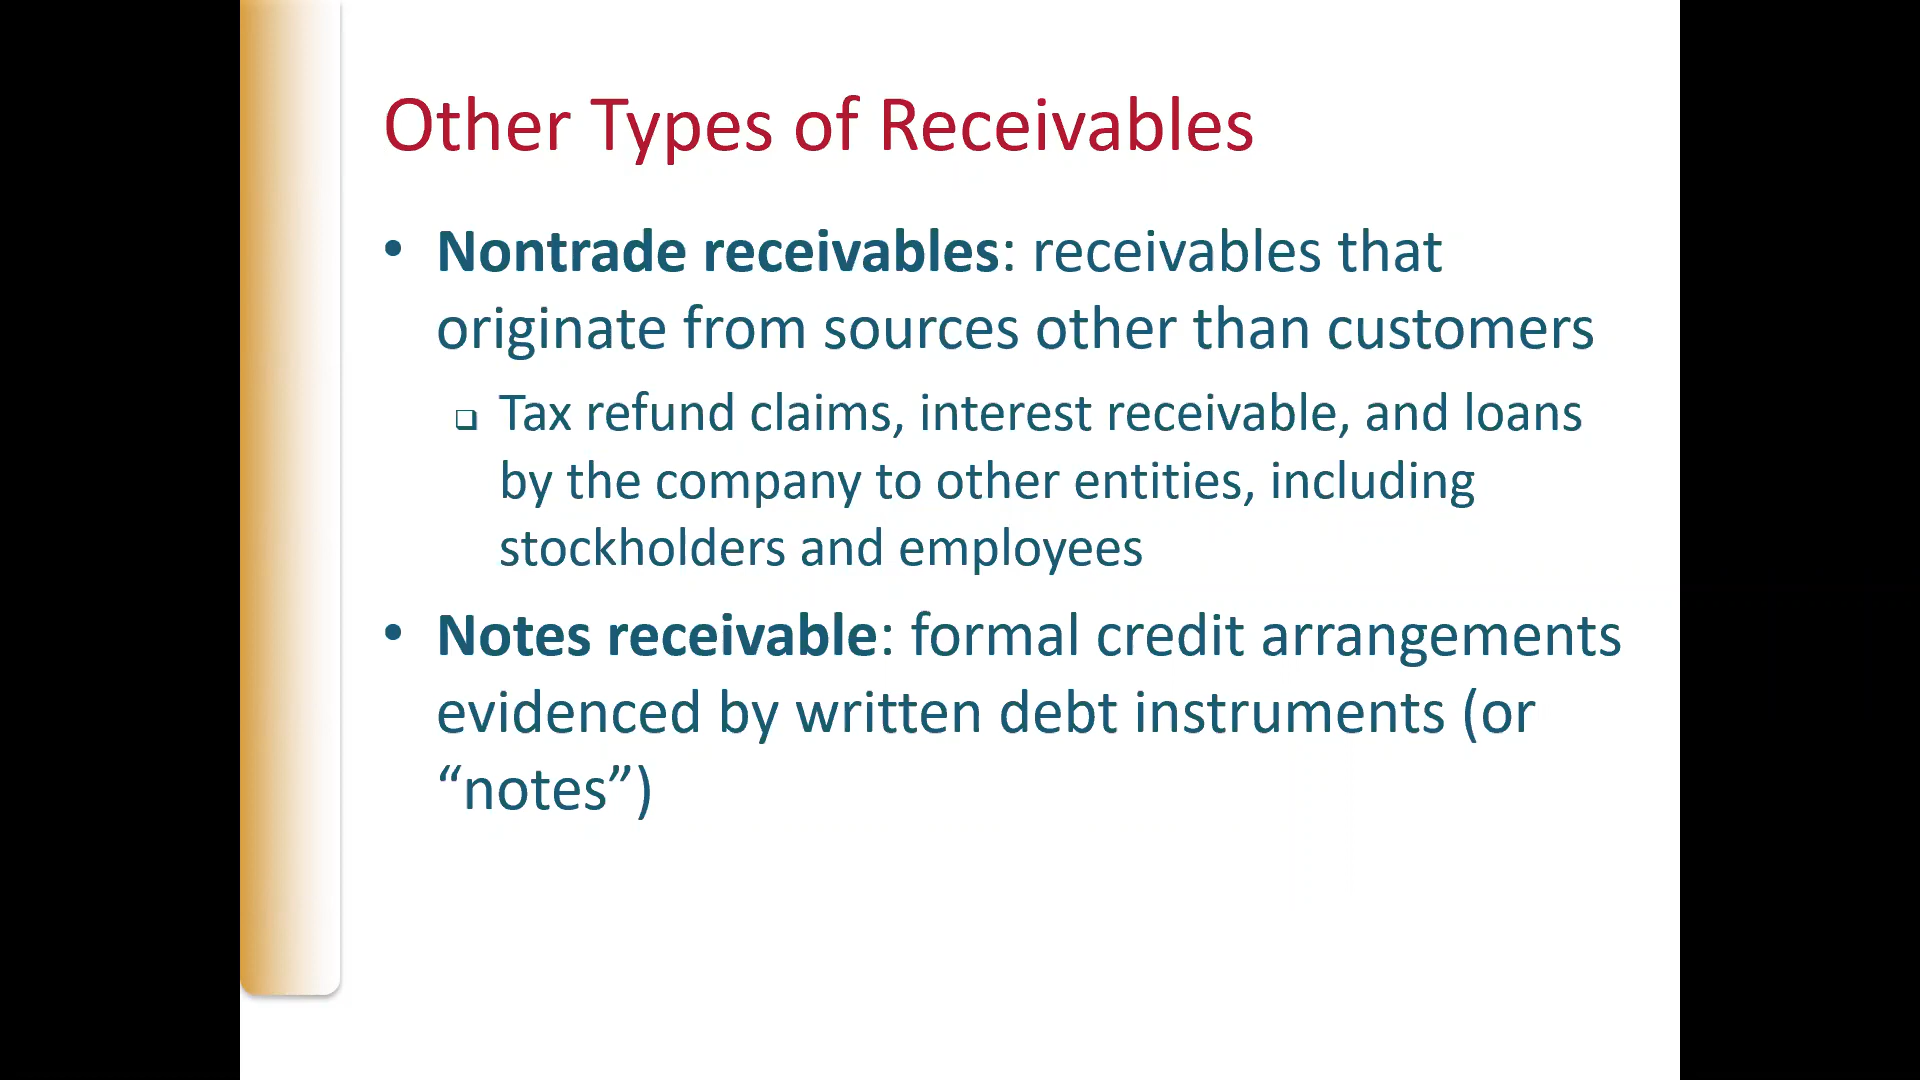 Other Types of Receivables
• Nontrade receivables: receivables that
originate from sources other than customers
❑ Tax refund claims, interest receivable, and loans
by the company to other entities, including
stockholders and employees
• Notes receivable: formal credit arrangements
evidenced by written debt instruments (or
“notes”)